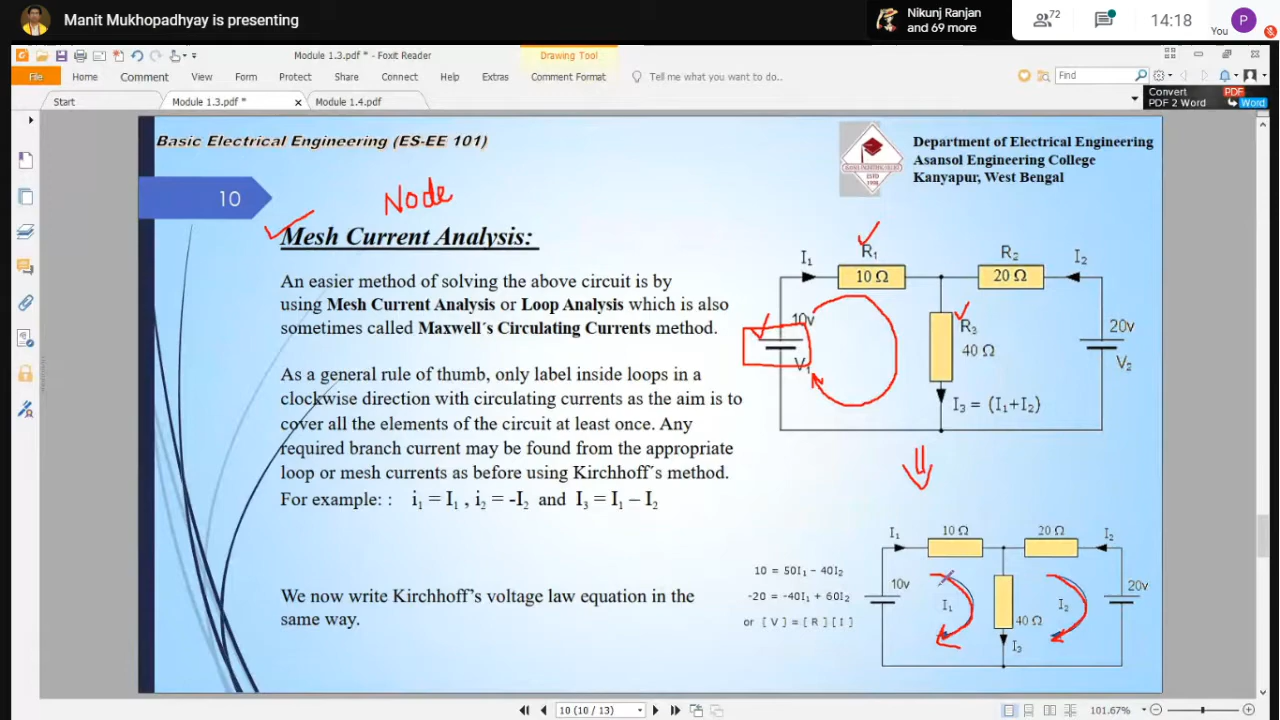 Manit Mukhopadhyay is presenting
Nikunj Ranjan
and 69 more
72
14:18
You
P
Module 1.3.pdf * - Foxit Reader
Drawing Tool
File
Home
Comment
View
Form
Protect
Share
Connect
Help
Extras
Comment Format
Tell me what you want to do...
Find
Start
Module 1.3.pdf *
Module 1.4.pdf
Convert
PDF 2 Word
PDF
Word
Basic Electrical Engineering (ES-EE 101)
Department of Electrical Engineering
Asansol Engineering College
Kanyapur, West Bengal
10
Node
Mesh Current Analysis:
An easier method of solving the above circuit is by
using Mesh Current Analysis or Loop Analysis which is also
sometimes called Maxwell´s Circulating Currents method.
As a general rule of thumb, only label inside loops in a
clockwise direction with circulating currents as the aim is to
cover all the elements of the circuit at least once. Any
required branch current may be found from the appropriate
loop or mesh currents as before using Kirchhoff´s method.
For example: : i₁ = I₁ , i₂ = -I₂ and I₃ = I₁ – I₂
We now write Kirchhoff's voltage law equation in the
same way.
I₁
R₁
10 Ω
R₂
20 Ω
I₂
10v
V₁
R₃
40 Ω
20v
V₂
I₃ = (I₁+I₂)
10 = 50I₁ - 40I₂
-20 = -40I₁ + 60I₂
or [ V ] = [ R ] [ I ]
I₁
10 Ω
20 Ω
I₂
10v
I₁
I₂
20v
40 Ω
I₃
10 (10 / 13)
101.67%